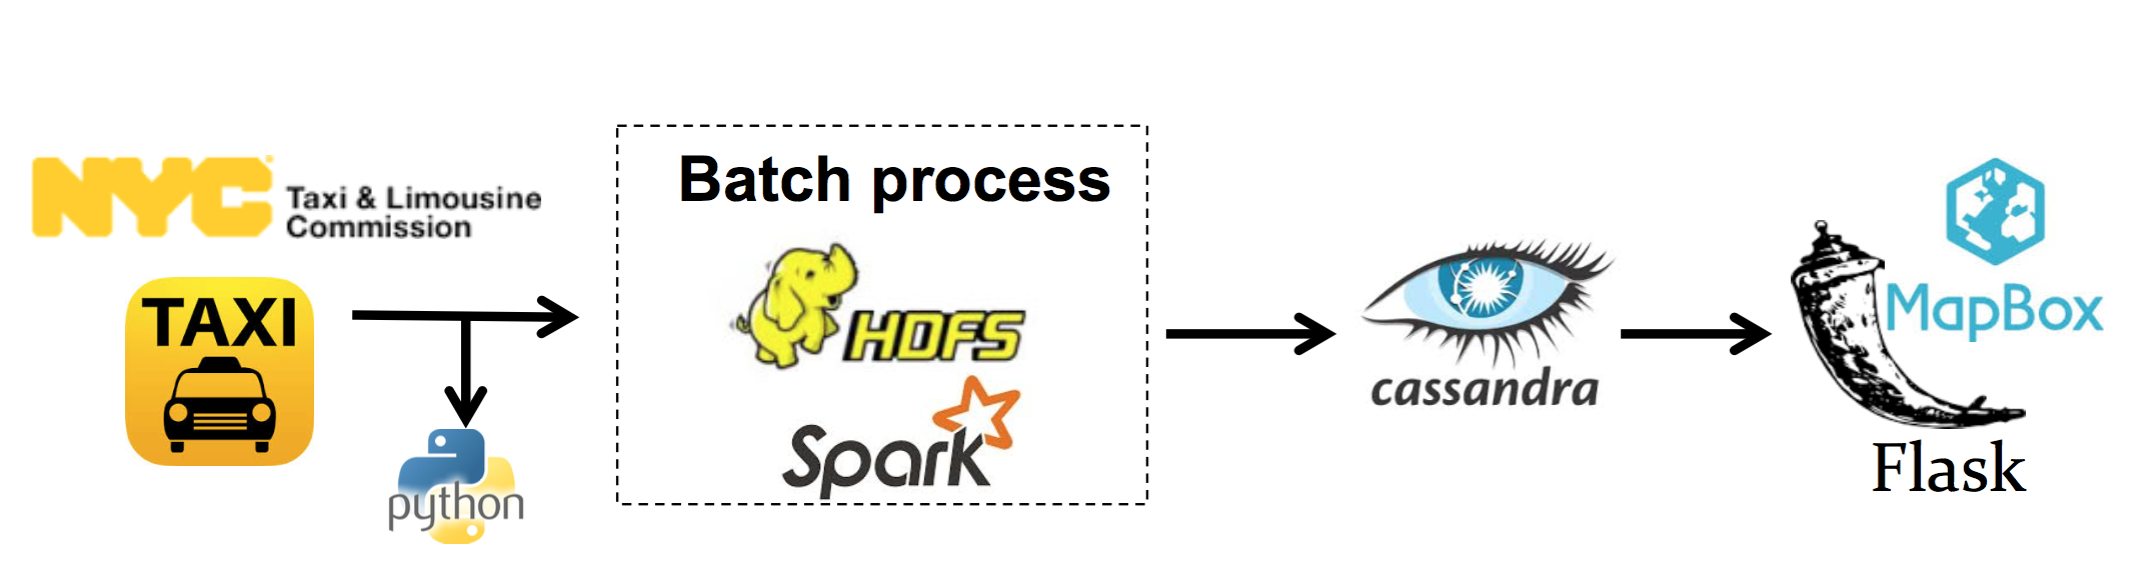 NYC
Taxi & Limousine
Commission
TAXI
python
Batch process
HDFS
Spark
cassandra
MapBox
Flask